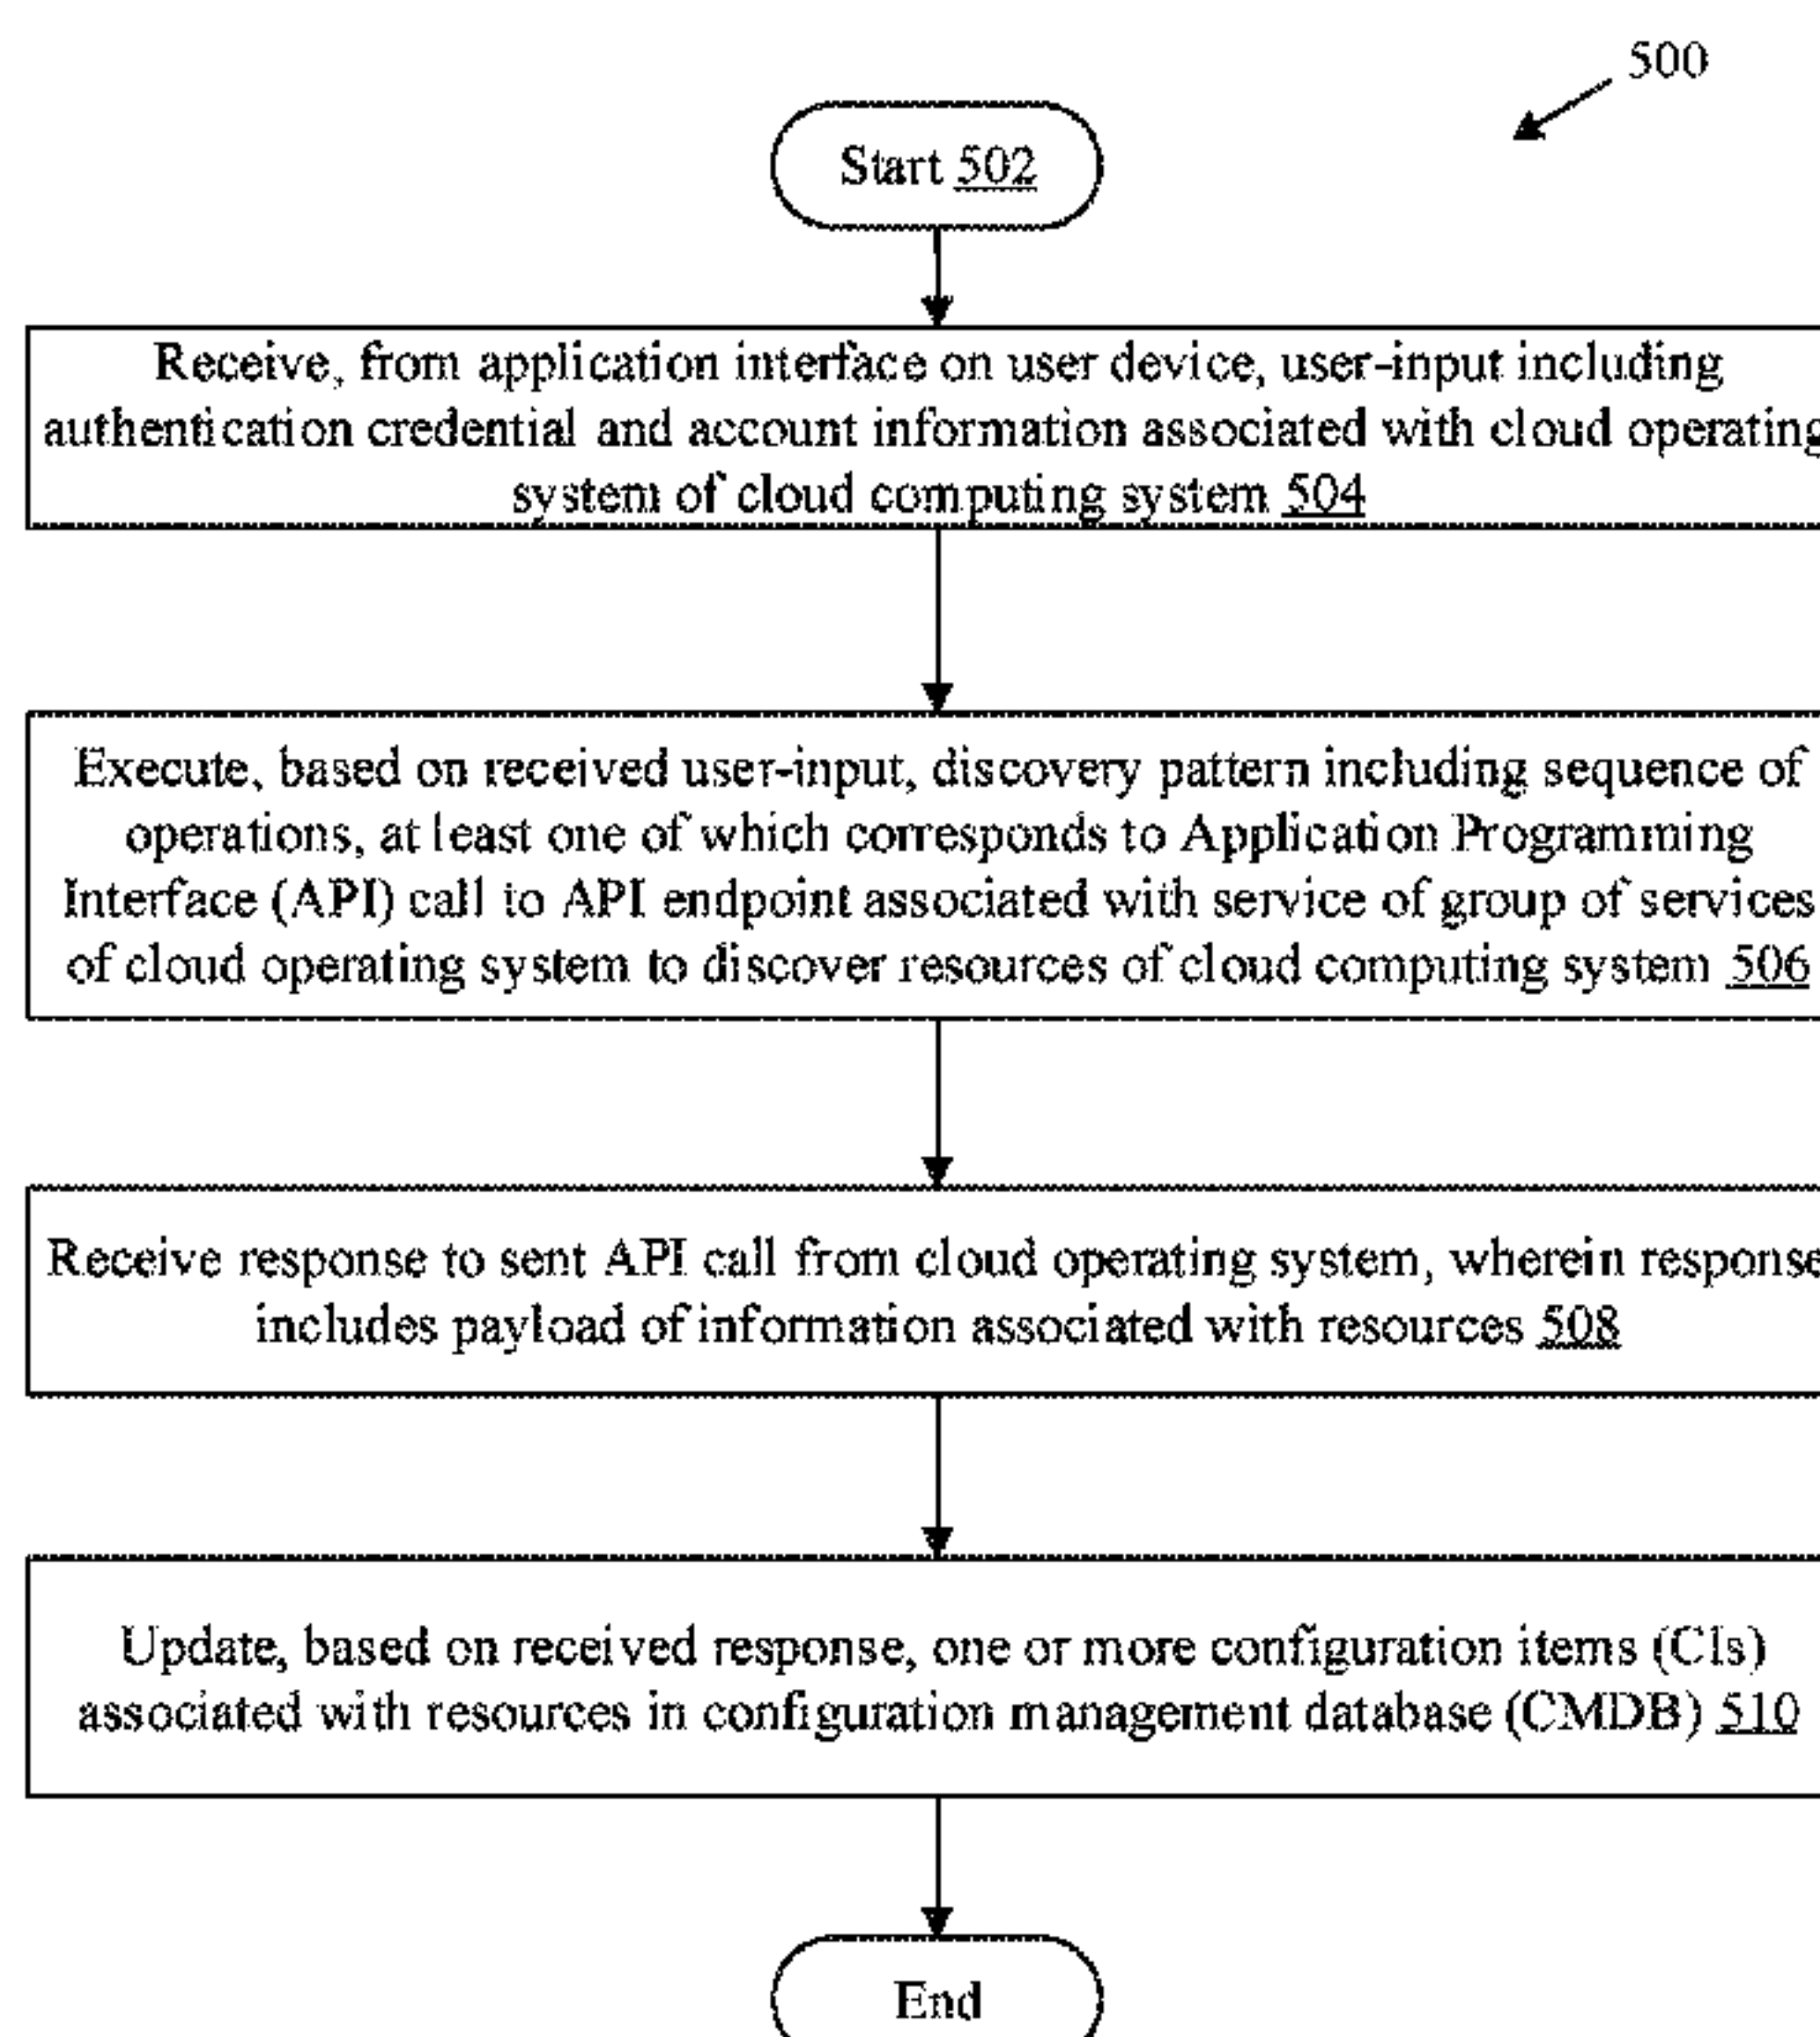 500
Start 502
Receive, from application interface on user device, user-input including
authentication credential and account information associated with cloud operating
system of cloud computing system 504
Execute, based on received user-input, discovery pattern including sequence of
operations, at least one of which corresponds to Application Programming
Interface (API) call to API endpoint associated with service of group of services
of cloud operating system to discover resources of cloud computing system 506
Receive response to sent API call from cloud operating system, wherein response
includes payload of information associated with resources 508
Update, based on received response, one or more configuration items (CIs)
associated with resources in configuration management database (CMDB) 510
End